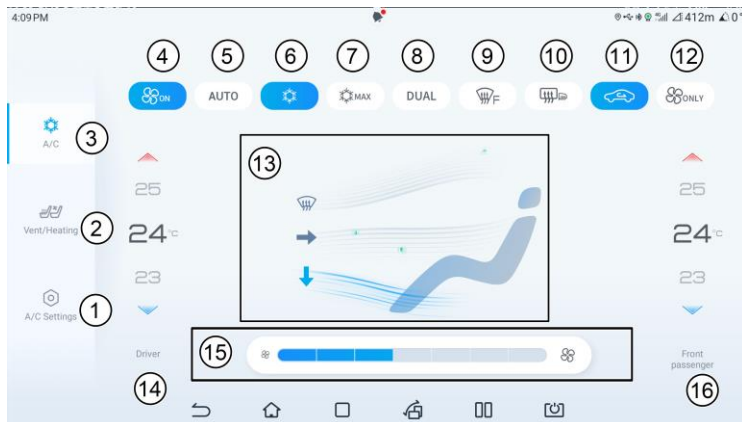 4:09 PM
412m 0°
4
5
6
7
8
9
10
11
12
ON
AUTO
MAX
DUAL
F
ONLY
3
A/C
2
Vent/Heating
1
A/C Settings
13
25
24°C
23
25
24°C
23
15
Driver
14
Front
passenger
16